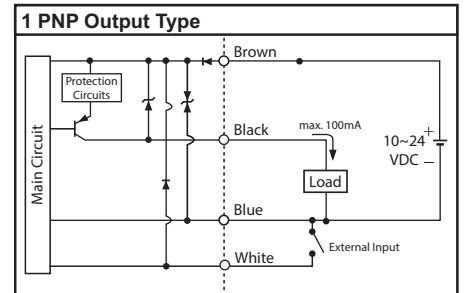 1 PNP Output Type
Brown
Protection
Circuits
Black
max. 100mA
10~24
+
VDC
–
Main Circuit
Load
Blue
External Input
White